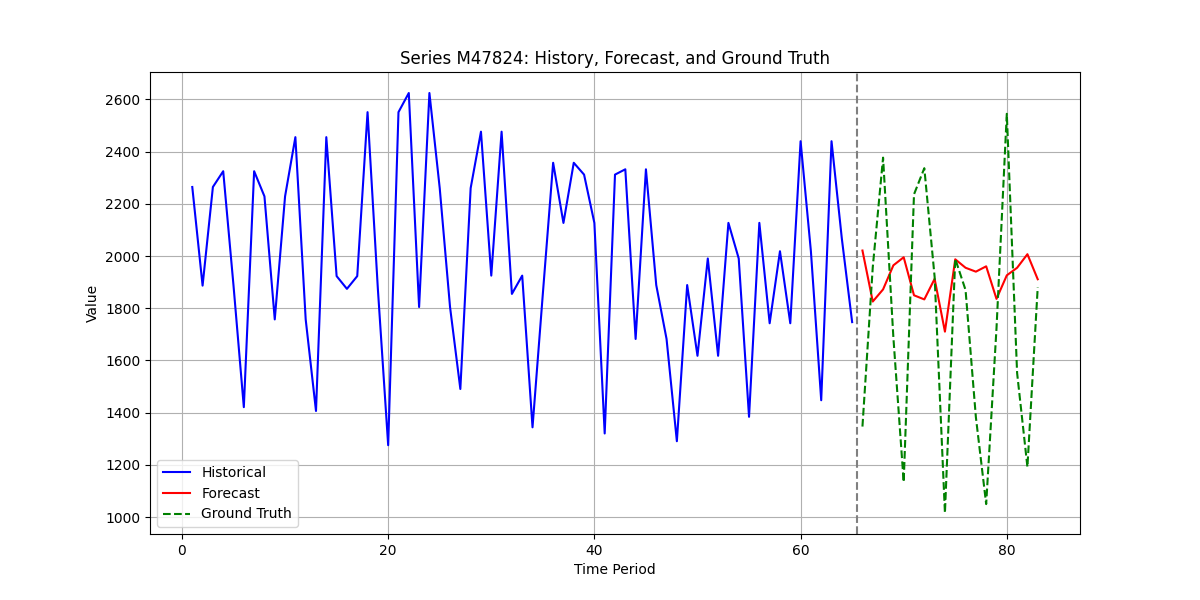 Series M47824: History, Forecast, and Ground Truth
Value
2600
2400
2200
2000
1800
1600
1400
1200
1000
Historical
Forecast
Ground Truth
0
20
40
60
80
Time Period